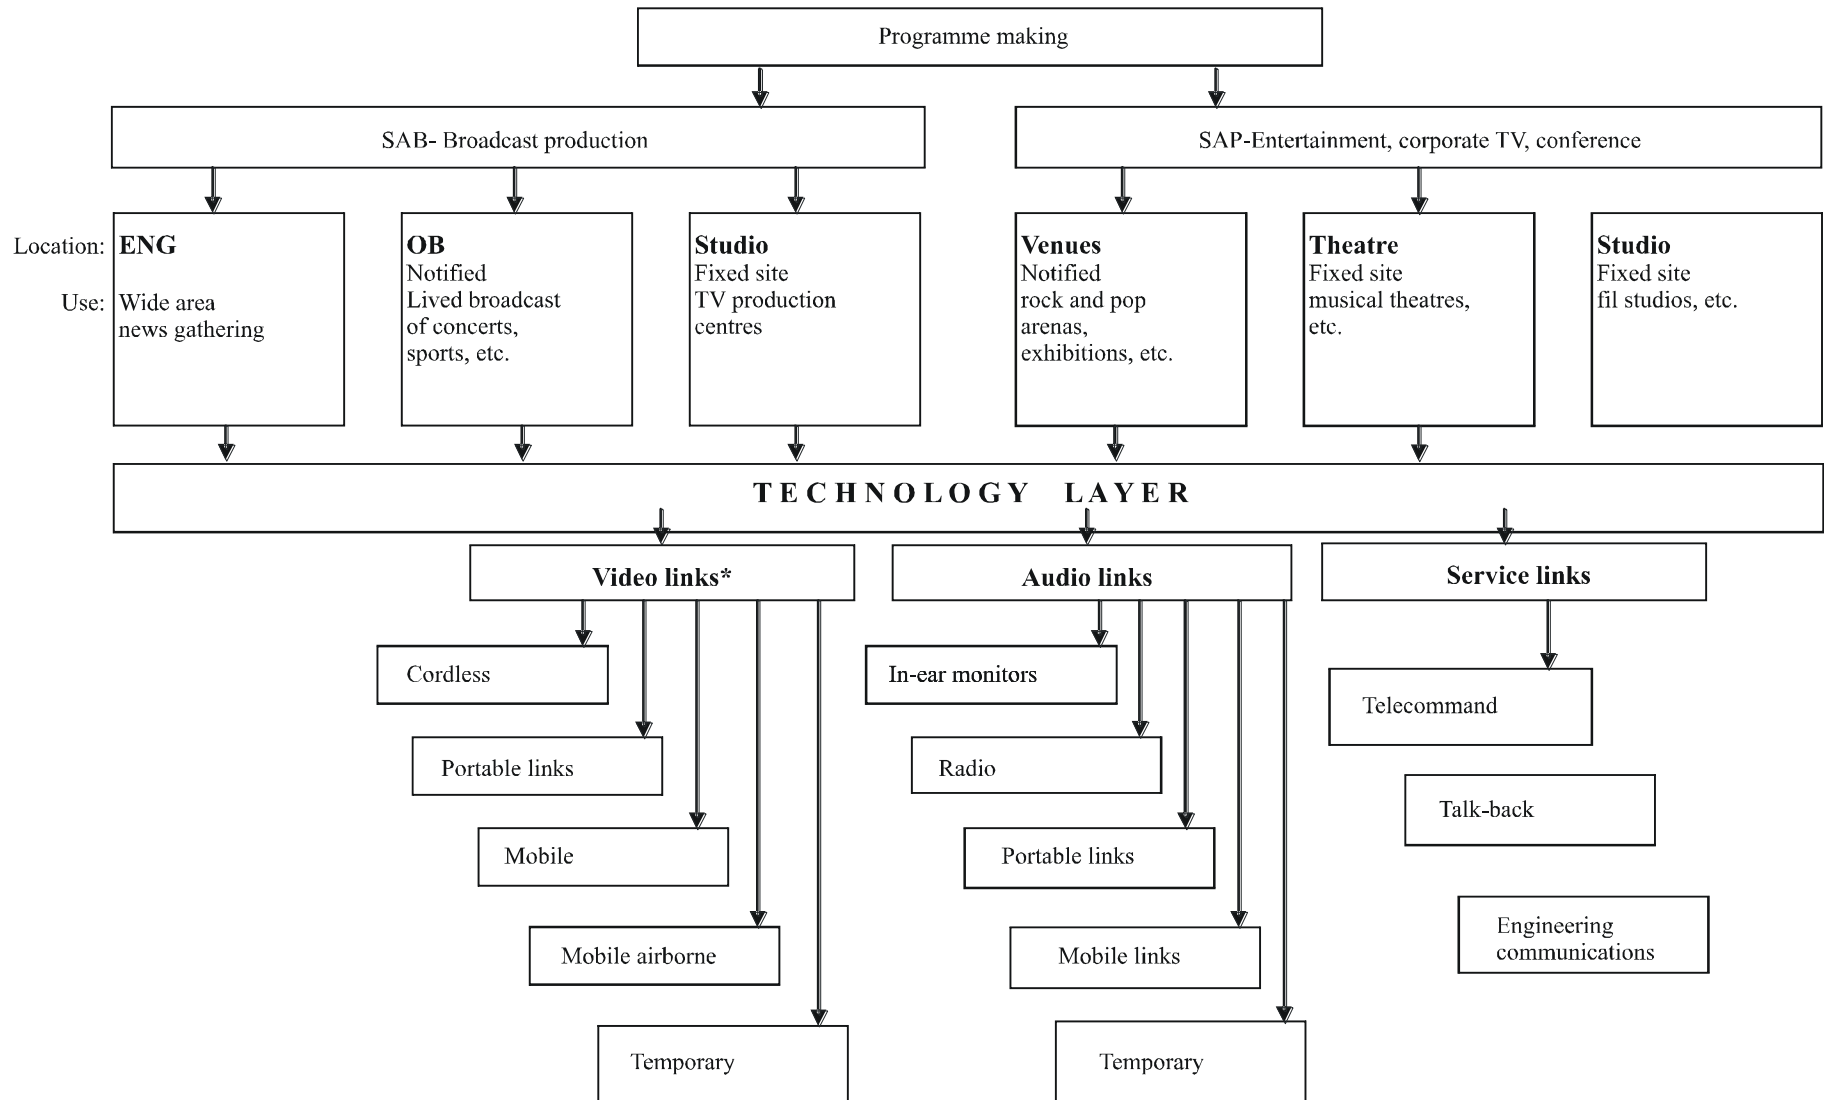 Programme making
SAB- Broadcast production
SAP-Entertainment, corporate TV, conference
Location:
Use:
ENG
Wide area
news gathering
OB
Notified
Lived broadcast
of concerts,
sports, etc.
Studio
Fixed site
TV production
centres
Venues
Notified
rock and pop
arenas,
exhibitions, etc.
Theatre
Fixed site
musical theatres,
etc.
Studio
Fixed site
fil studios, etc.
TECHNOLOGY LAYER
Video links*
Cordless
Portable links
Mobile
Mobile airborne
Temporary
Audio links
In-ear monitors
Radio
Portable links
Mobile links
Temporary
Service links
Telecommand
Talk-back
Engineering
communications